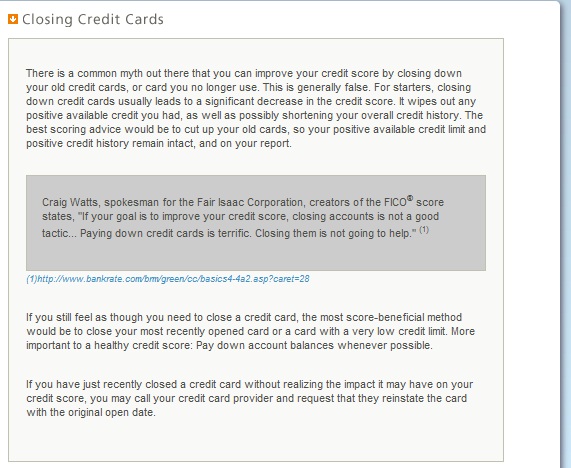 Closing Credit Cards
There is a common myth out there that you can improve your credit score by closing down
your old credit cards, or card you no longer use. This is generally false. For starters, closing
down credit cards usually leads to a significant decrease in the credit score. It wipes out any
positive available credit you had, as well as possibly shortening your overall credit history. The
best scoring advice would be to cut up your old cards, so your positive available credit limit and
positive credit history remain intact, and on your report.
Craig Watts, spokesman for the Fair Isaac Corporation, creators of the FICO® score
states, "If your goal is to improve your credit score, closing accounts is not a good
tactic... Paying down credit cards is terrific. Closing them is not going to help." (1)
(1)http://www.bankrate.com/brm/green/cc/basics4-4a2.asp?caret=28
If you still feel as though you need to close a credit card, the most score-beneficial method
would be to close your most recently opened card or a card with a very low credit limit. More
important to a healthy credit score: Pay down account balances whenever possible.
If you have just recently closed a credit card without realizing the impact it may have on your
credit score, you may call your credit card provider and request that they reinstate the card
with the original open date.